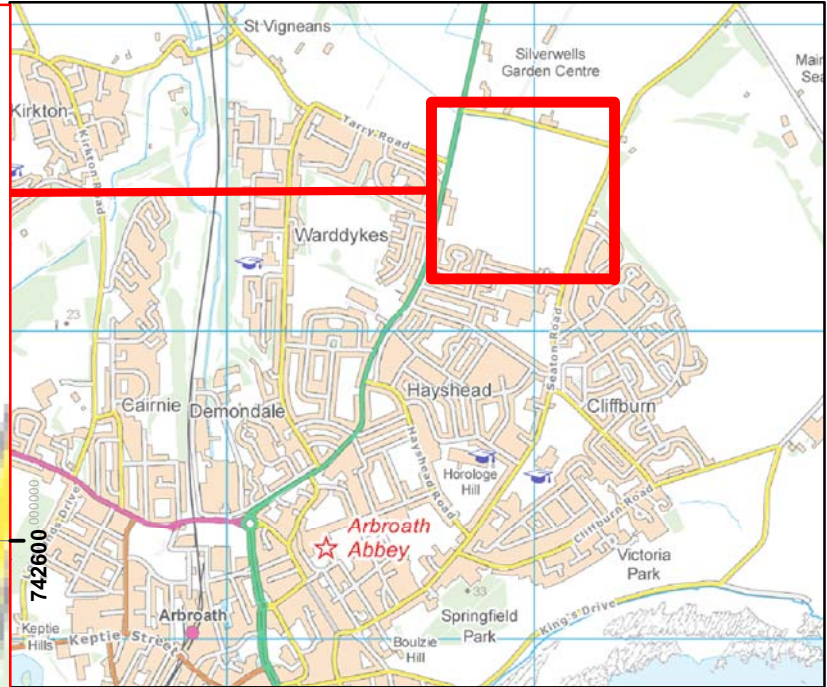 St Vigneans
Silverwells
Garden Centre
Kirkton
Kirkton Road
Tarry Road
Warddykes
23
Seaton Road
Cairnie
Demondale
Hayshead
Cliffburn
Hayshead Road
Horologe
Hill
Arbroath
Abbey
Cliffburn Road
Victoria
Park
000000
742600
Arbroath
33
Springfield
Park
King's Drive
Keptie
Hills
Keptie Street
Boulzie
Hill